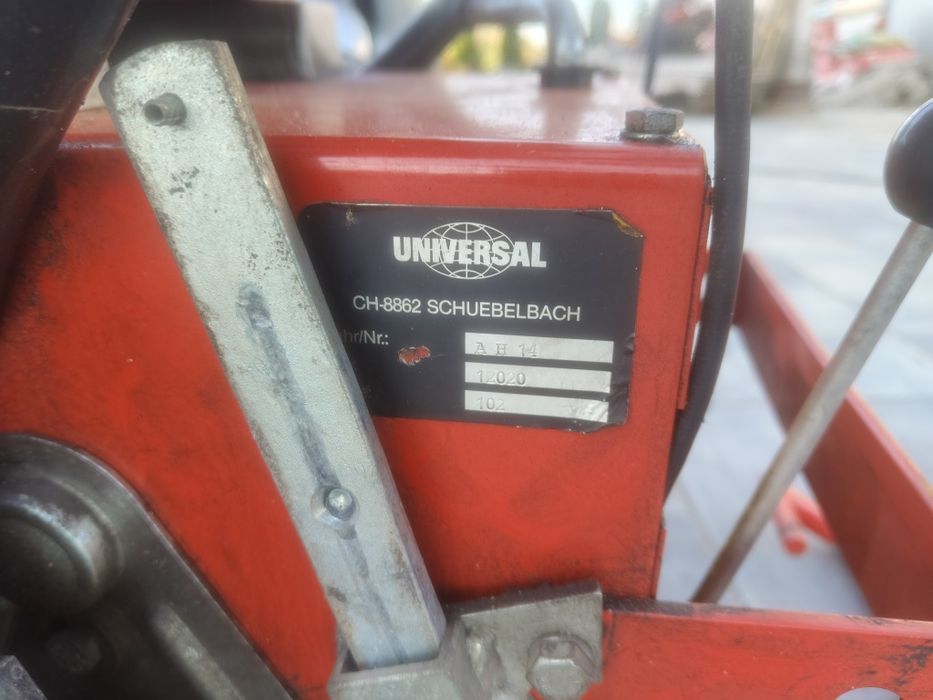 UNIVERSAL
CH-8862 SCHUEBELBACH
hr/Nr.:
A H 14
12020
102